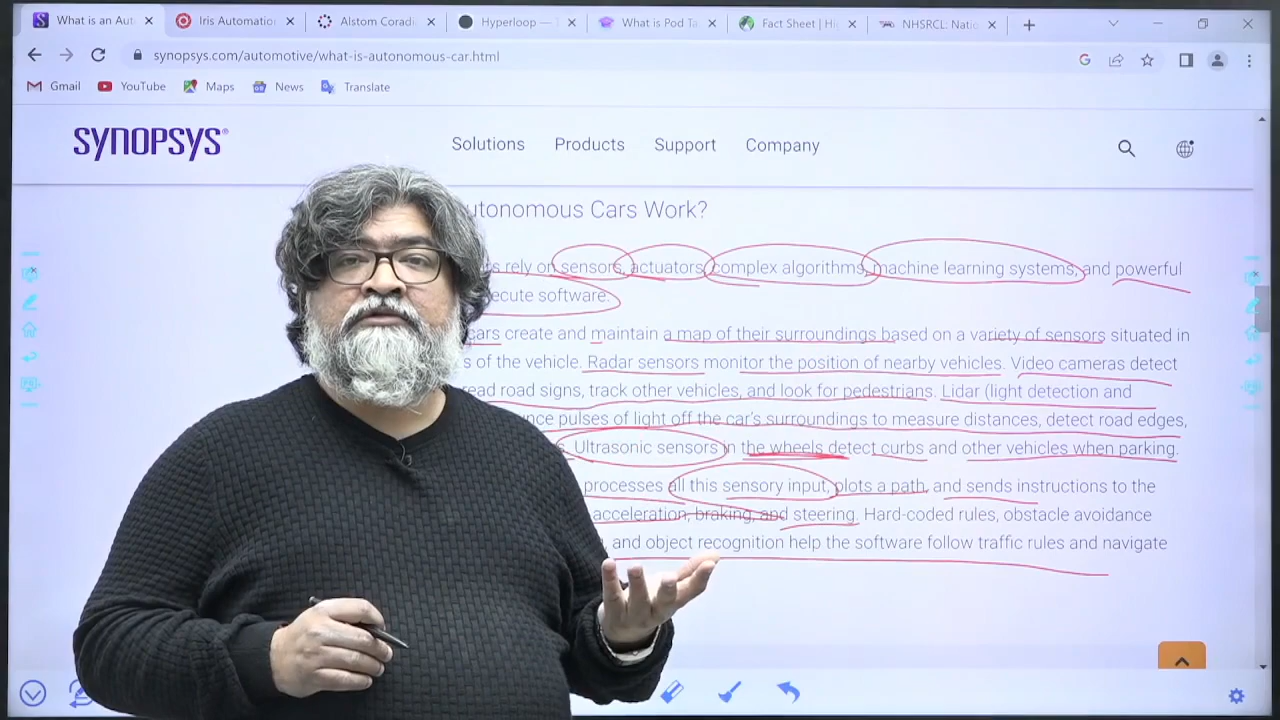 What is an Aut
Iris Automatio
Alstom Coradi
Hyperloop —
What is Pod Ta
Fact Sheet | Hig
NHSRCL: Natio
synopsys.com/automotive/what-is-autonomous-car.html
Gmail
YouTube
Maps
News
Translate
SYNOPSYS®
Solutions
Products
Support
Company
utonomous Cars Work?
s rely on sensors, actuators, complex algorithms, machine learning systems, and powerful
ecute software.
cars create and maintain a map of their surroundings based on a variety of sensors situated in
s of the vehicle. Radar sensors monitor the position of nearby vehicles. Video cameras detect
read road signs, track other vehicles, and look for pedestrians. Lidar (light detection and
unce pulses of light off the car's surroundings to measure distances, detect road edges,
Ultrasonic sensors in the wheels detect curbs and other vehicles when parking.
processes all this sensory input, plots a path, and sends instructions to the
acceleration, braking, and steering. Hard-coded rules, obstacle avoidance
, and object recognition help the software follow traffic rules and navigate